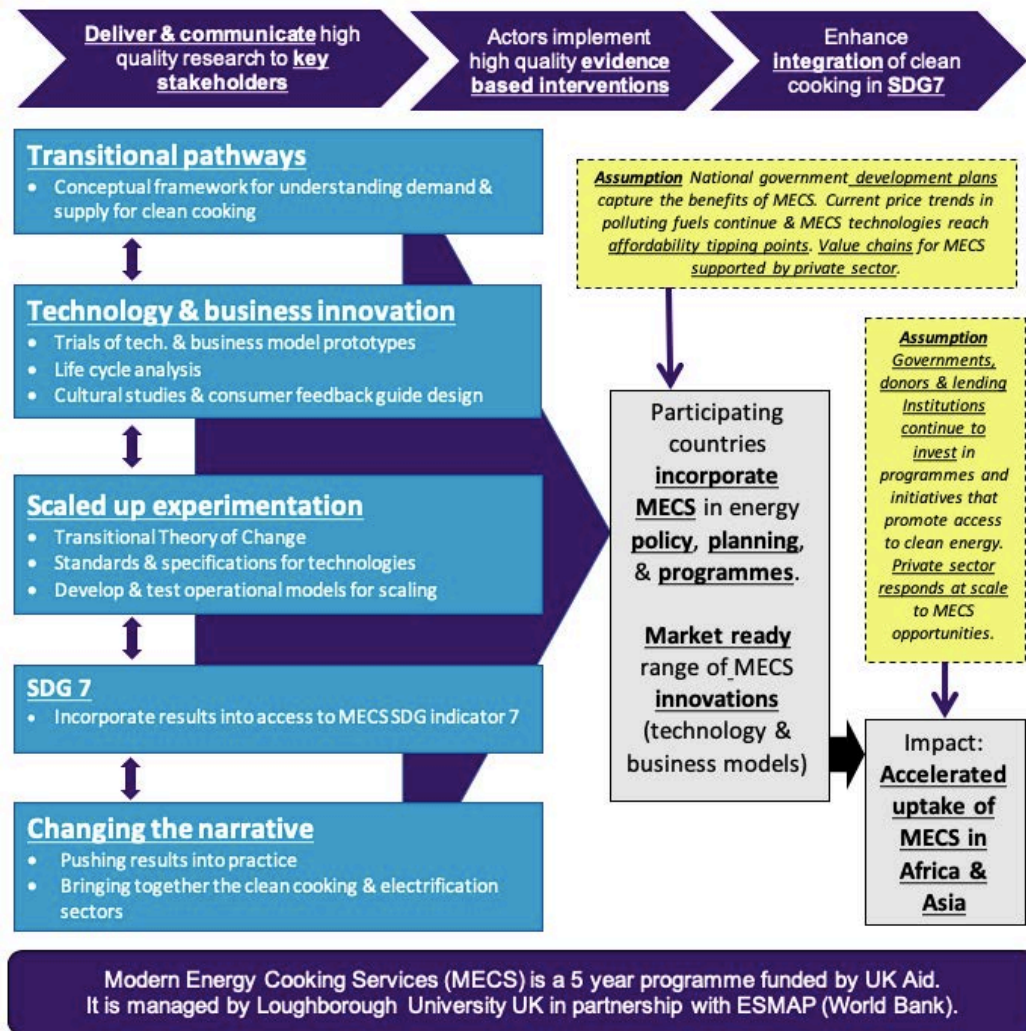 Deliver & communicate high
quality research to key
stakeholders
Actors implement
high quality evidence
based interventions
Enhance
integration of clean
cooking in SDG7
Transitional pathways
• Conceptual framework for understanding demand &
supply for clean cooking
Technology & business innovation
• Trials of tech. & business model prototypes
• Life cycle analysis
• Cultural studies & consumer feedback guide design
Scaled up experimentation
• Transitional Theory of Change
• Standards & specifications for technologies
• Develop & test operational models for scaling
SDG 7
• Incorporate results into access to MECS SDG indicator 7
Changing the narrative
• Pushing results into practice
• Bringing together the clean cooking & electrification
sectors
Assumption National government development plans
capture the benefits of MECS. Current price trends in
polluting fuels continue & MECS technologies reach
affordability tipping points. Value chains for MECS
supported by private sector.
Participating
countries
incorporate
MECS in energy
policy, planning,
& programmes.
Market ready
range of MECS
innovations
(technology &
business models)
Assumption
Governments,
donors & lending
Institutions
continue to
invest in
programmes and
initiatives that
promote access
to clean energy.
Private sector
responds at scale
to MECS
opportunities.
Impact:
Accelerated
uptake of
MECS in
Africa &
Asia
Modern Energy Cooking Services (MECS) is a 5 year programme funded by UK Aid.
It is managed by Loughborough University UK in partnership with ESMAP (World Bank).